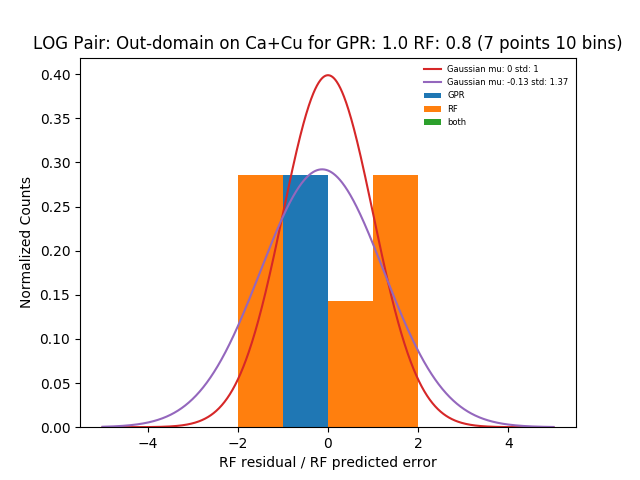 LOG Pair: Out-domain on Ca+Cu for GPR: 1.0 RF: 0.8 (7 points 10 bins)
Gaussian mu: 0 std: 1
Gaussian mu: -0.13 std: 1.37
GPR
RF
both
Normalized Counts
0.40
0.35
0.30
0.25
0.20
0.15
0.10
0.05
0.00
−4
−2
0
2
4
RF residual / RF predicted error